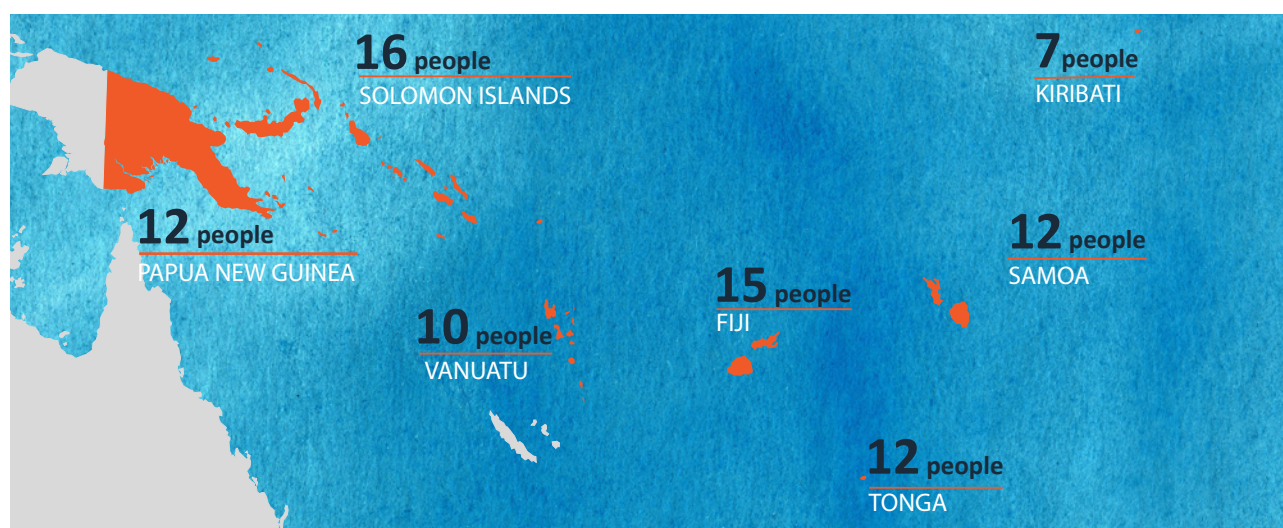 16 people
SOLOMON ISLANDS
7 people
KIRIBATI
12 people
PAPUA NEW GUINEA
12 people
SAMOA
15 people
FIJI
10 people
VANUATU
12 people
TONGA